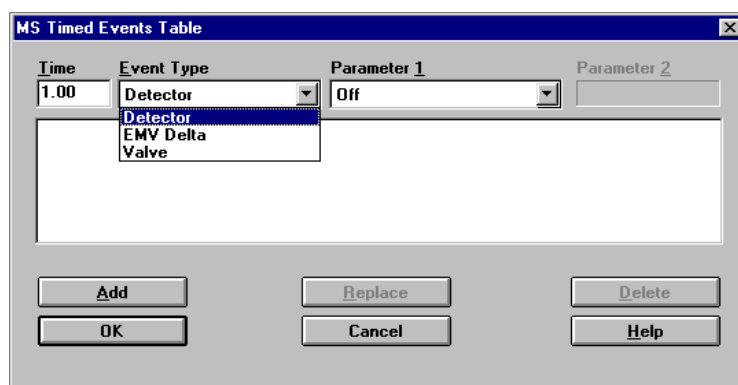 MS Timed Events Table
Time Event Type Parameter 1 Parameter 2
1.00 Detector Off
Detector
EMV Delta
Valve
Add Replace Delete
OK Cancel Help